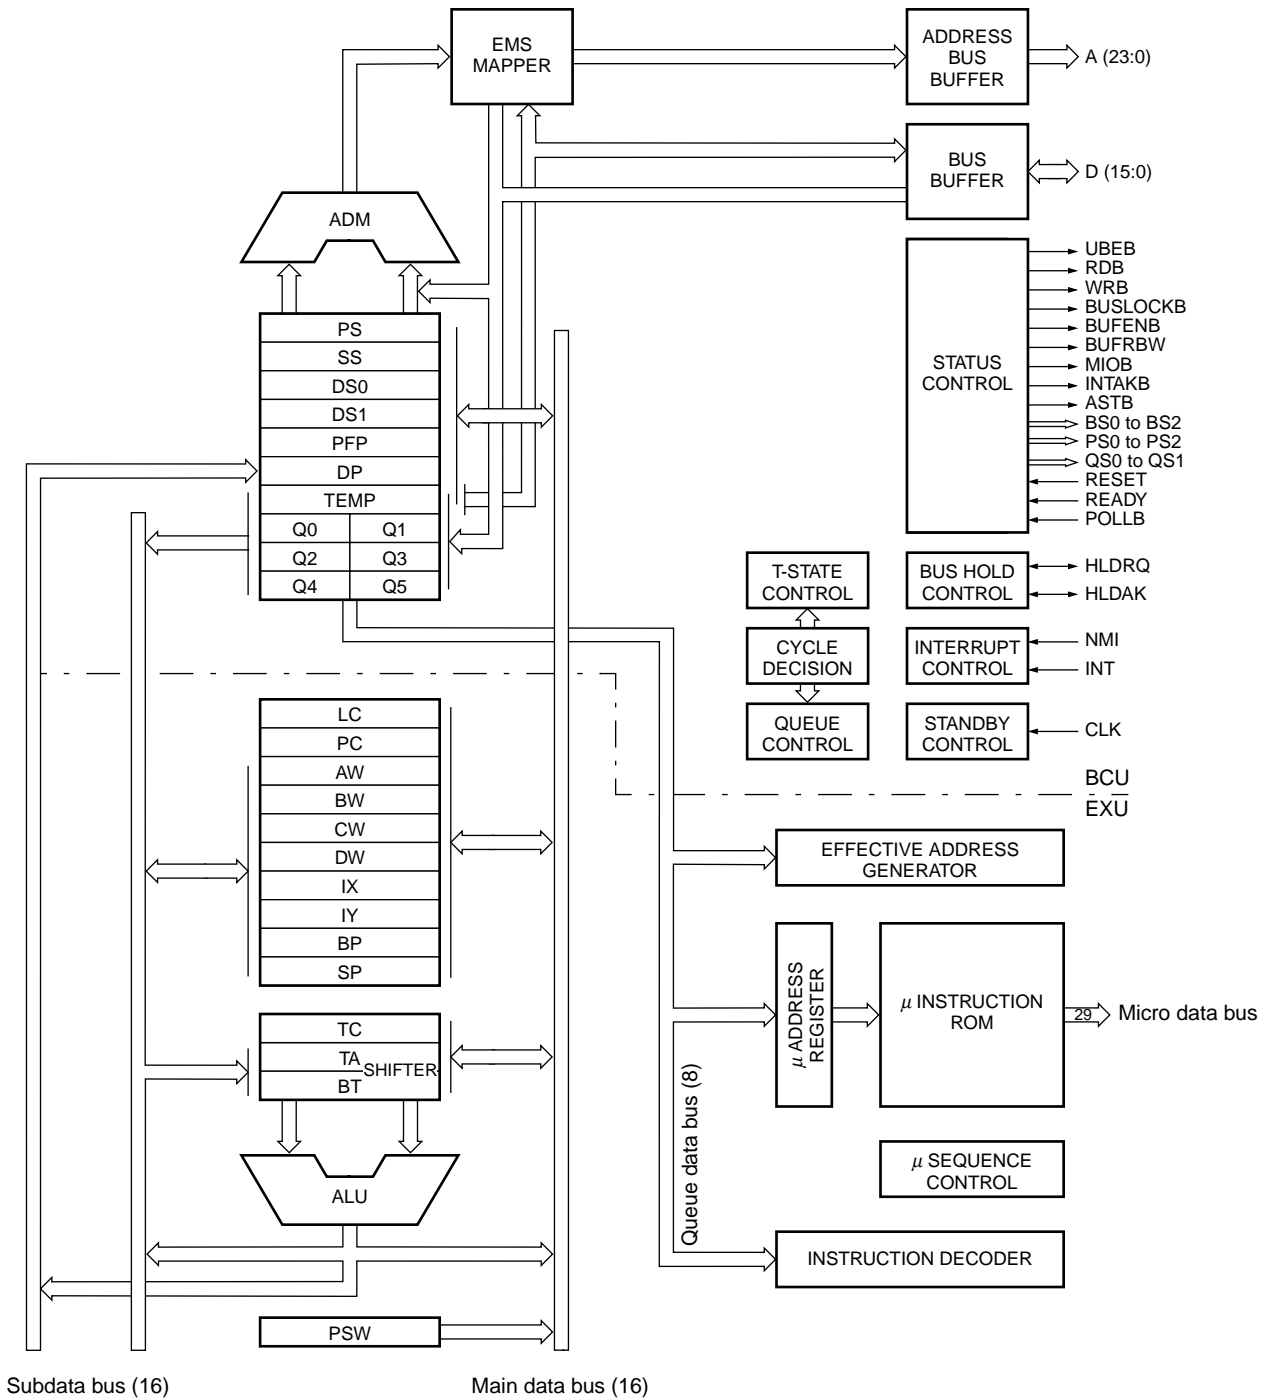 EMS
MAPPER
ADDRESS
BUS
BUFFER
A (23:0)
BUS
BUFFER
D (15:0)
ADM
STATUS
CONTROL
UBEB
RDB
WRB
BUSLOCKB
BUFENB
BUFRBW
MIOB
INTAKB
ASTB
BS0 to BS2
PS0 to PS2
QS0 to QS1
RESET
READY
POLLB
PS
SS
DS0
DS1
PFP
DP
TEMP
Q0 Q1
Q2 Q3
Q4 Q5
T-STATE
CONTROL
BUS HOLD
CONTROL
HLDRQ
HLDAK
CYCLE
DECISION
INTERRUPT
CONTROL
NMI
INT
QUEUE
CONTROL
STANDBY
CONTROL
CLK
BCU
EXU
LC
PC
AW
BW
CW
DW
IX
IY
BP
SP
EFFECTIVE ADDRESS
GENERATOR
μ ADDRESS
REGISTER
μ INSTRUCTION
ROM
29
Micro data bus
TC
TA
SHIFTER
BT
ALU
Queue data bus (8)
μ SEQUENCE
CONTROL
INSTRUCTION DECODER
PSW
Subdata bus (16)
Main data bus (16)